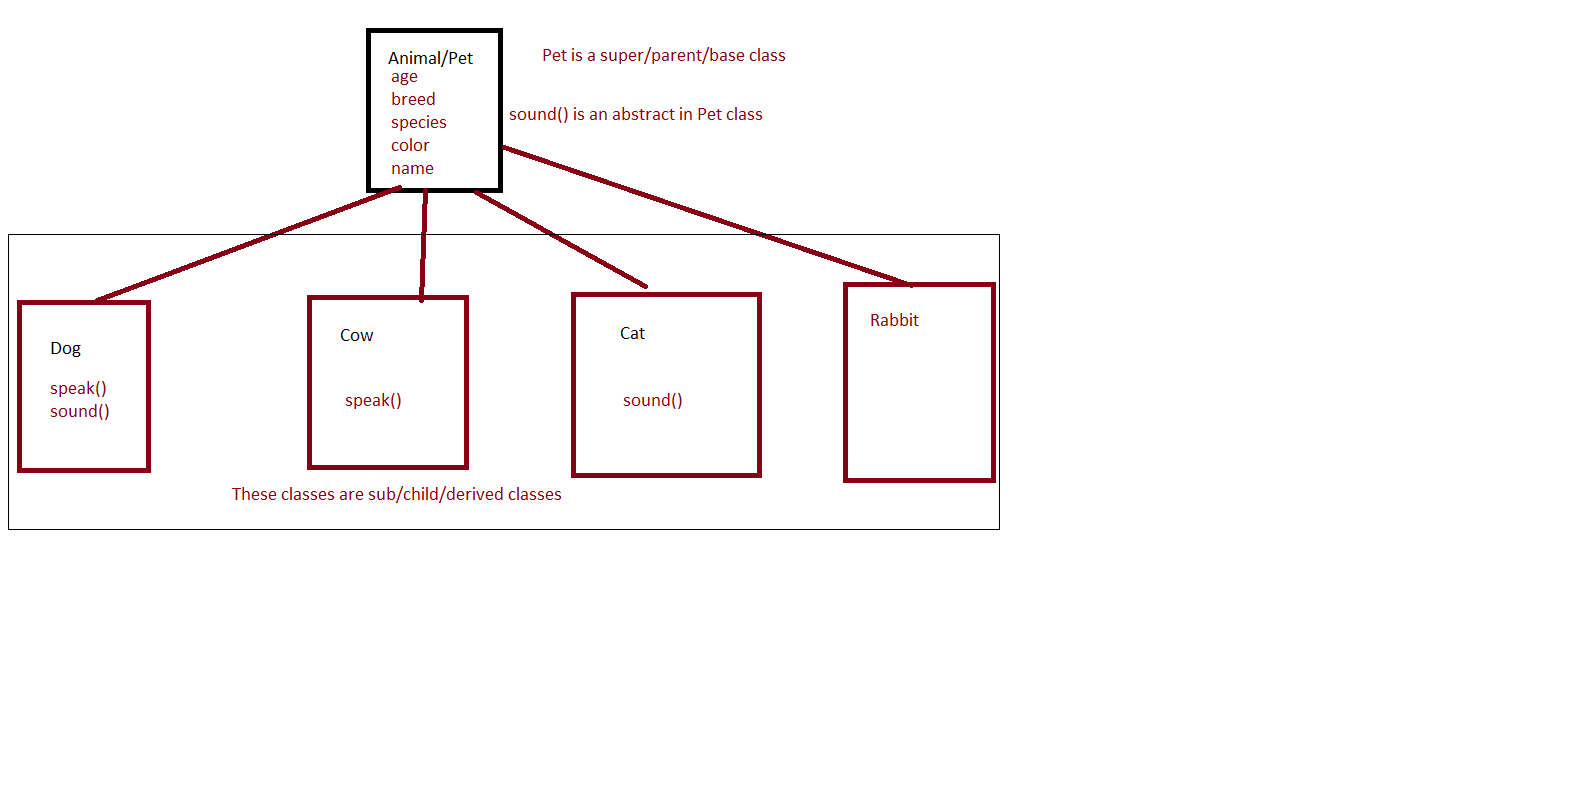 Animal/Pet
age
breed
species
color
name
Pet is a super/parent/base class
sound() is an abstract in Pet class
Dog
speak()
sound()
Cow
speak()
Cat
sound()
Rabbit
These classes are sub/child/derived classes